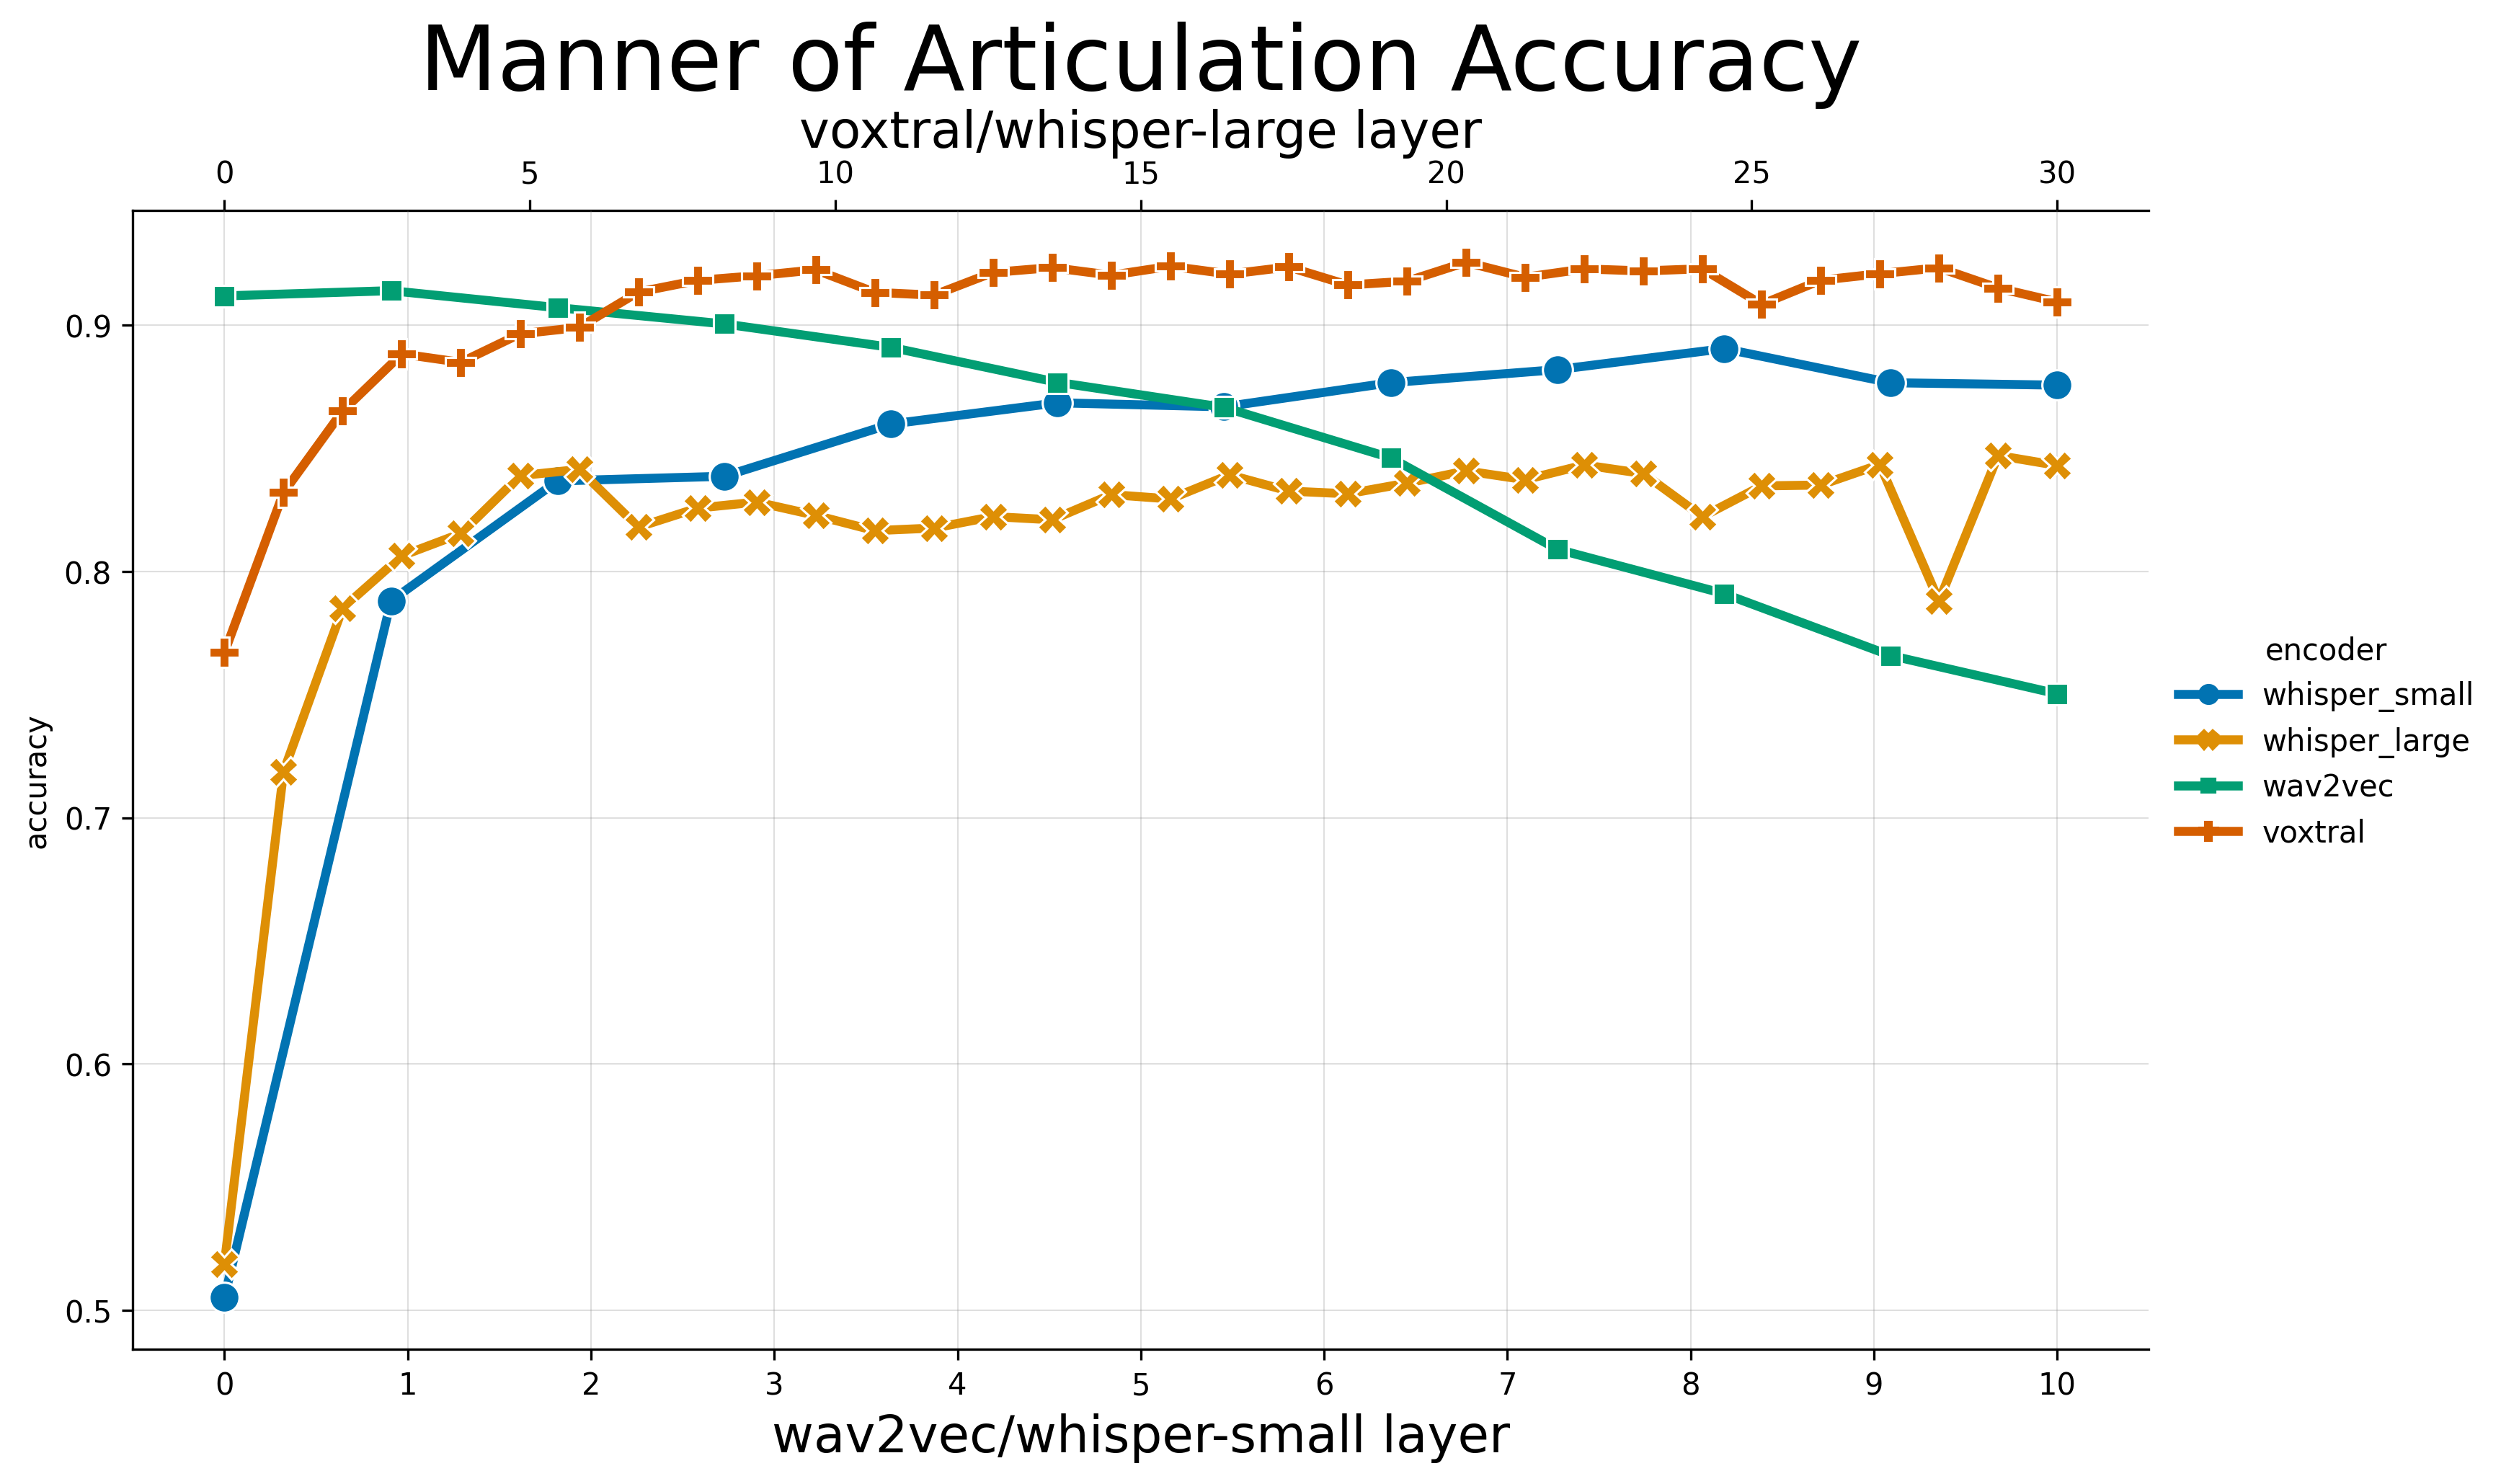 Manner of Articulation Accuracy
voxtral/whisper-large layer
0 5 10 15 20 25 30
accuracy
0.9
0.8
0.7
0.6
0.5
encoder
whisper_small
whisper_large
wav2vec
voxtral
0 1 2 3 4 5 6 7 8 9 10
wav2vec/whisper-small layer